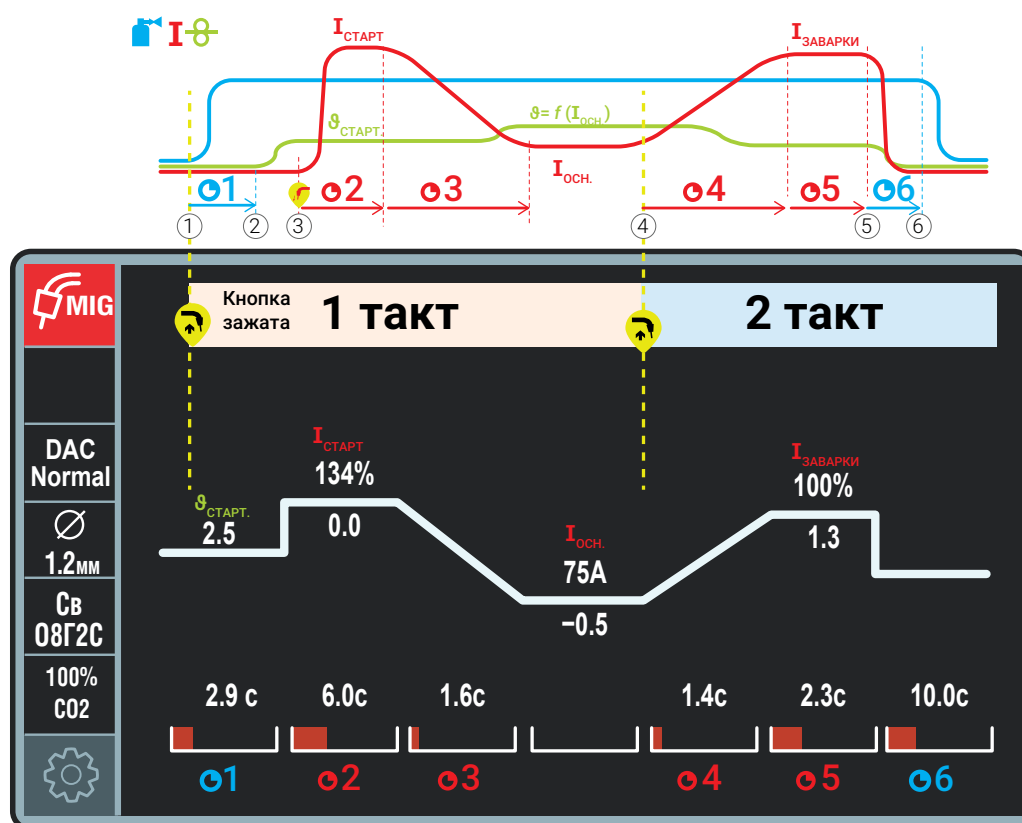 I
IСТАРТ
IЗАВАРКИ
ϑСТАРТ.
ϑ= f (IОСН.)
IОСН.
1
2
3
4
5
6
1
2
3
4
5
6
MIG
Кнопка
зажата
1 такт
2 такт
DAC
Normal
1.2мм
Св
08Г2С
100%
CO2
IСТАРТ
134%
0.0
ϑСТАРТ.
2.5
IОСН.
75А
−0.5
IЗАВАРКИ
100%
1.3
2.9 с
6.0с
1.6с
1.4с
2.3с
10.0с
1
2
3
4
5
6